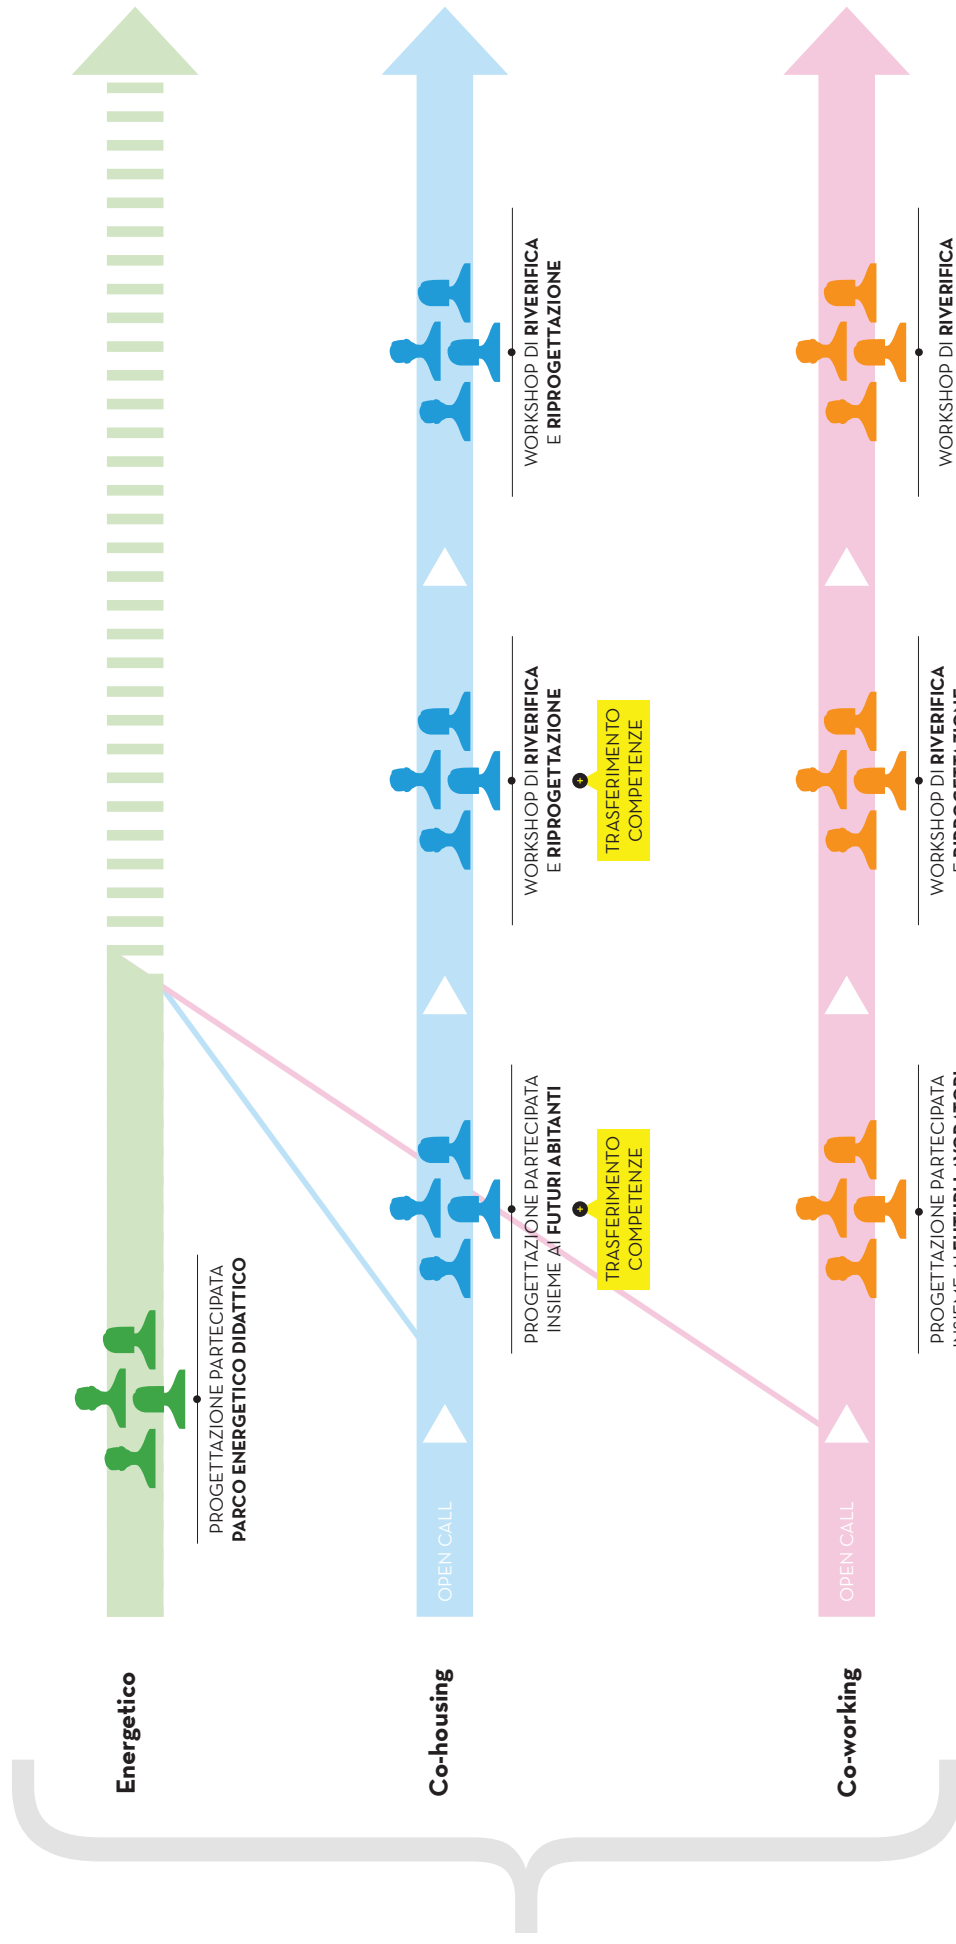 Energetico
PROGETTAZIONE PARTECIPATA
PARCO ENERGETICO DIDATTICO
Co-housing
OPEN CALL
PROGETTAZIONE PARTECIPATA
INSIEME AI FUTURI ABITANTI
TRASFERIMENTO
COMPETENZE
WORKSHOP DI RIVERIFICA
E RIPROGETTAZIONE
TRASFERIMENTO
COMPETENZE
WORKSHOP DI RIVERIFICA
E RIPROGETTAZIONE
Co-working
OPEN CALL
PROGETTAZIONE PARTECIPATA
WORKSHOP DI RIVERIFICA
E RIPROGETTAZIONE
WORKSHOP DI RIVERIFICA